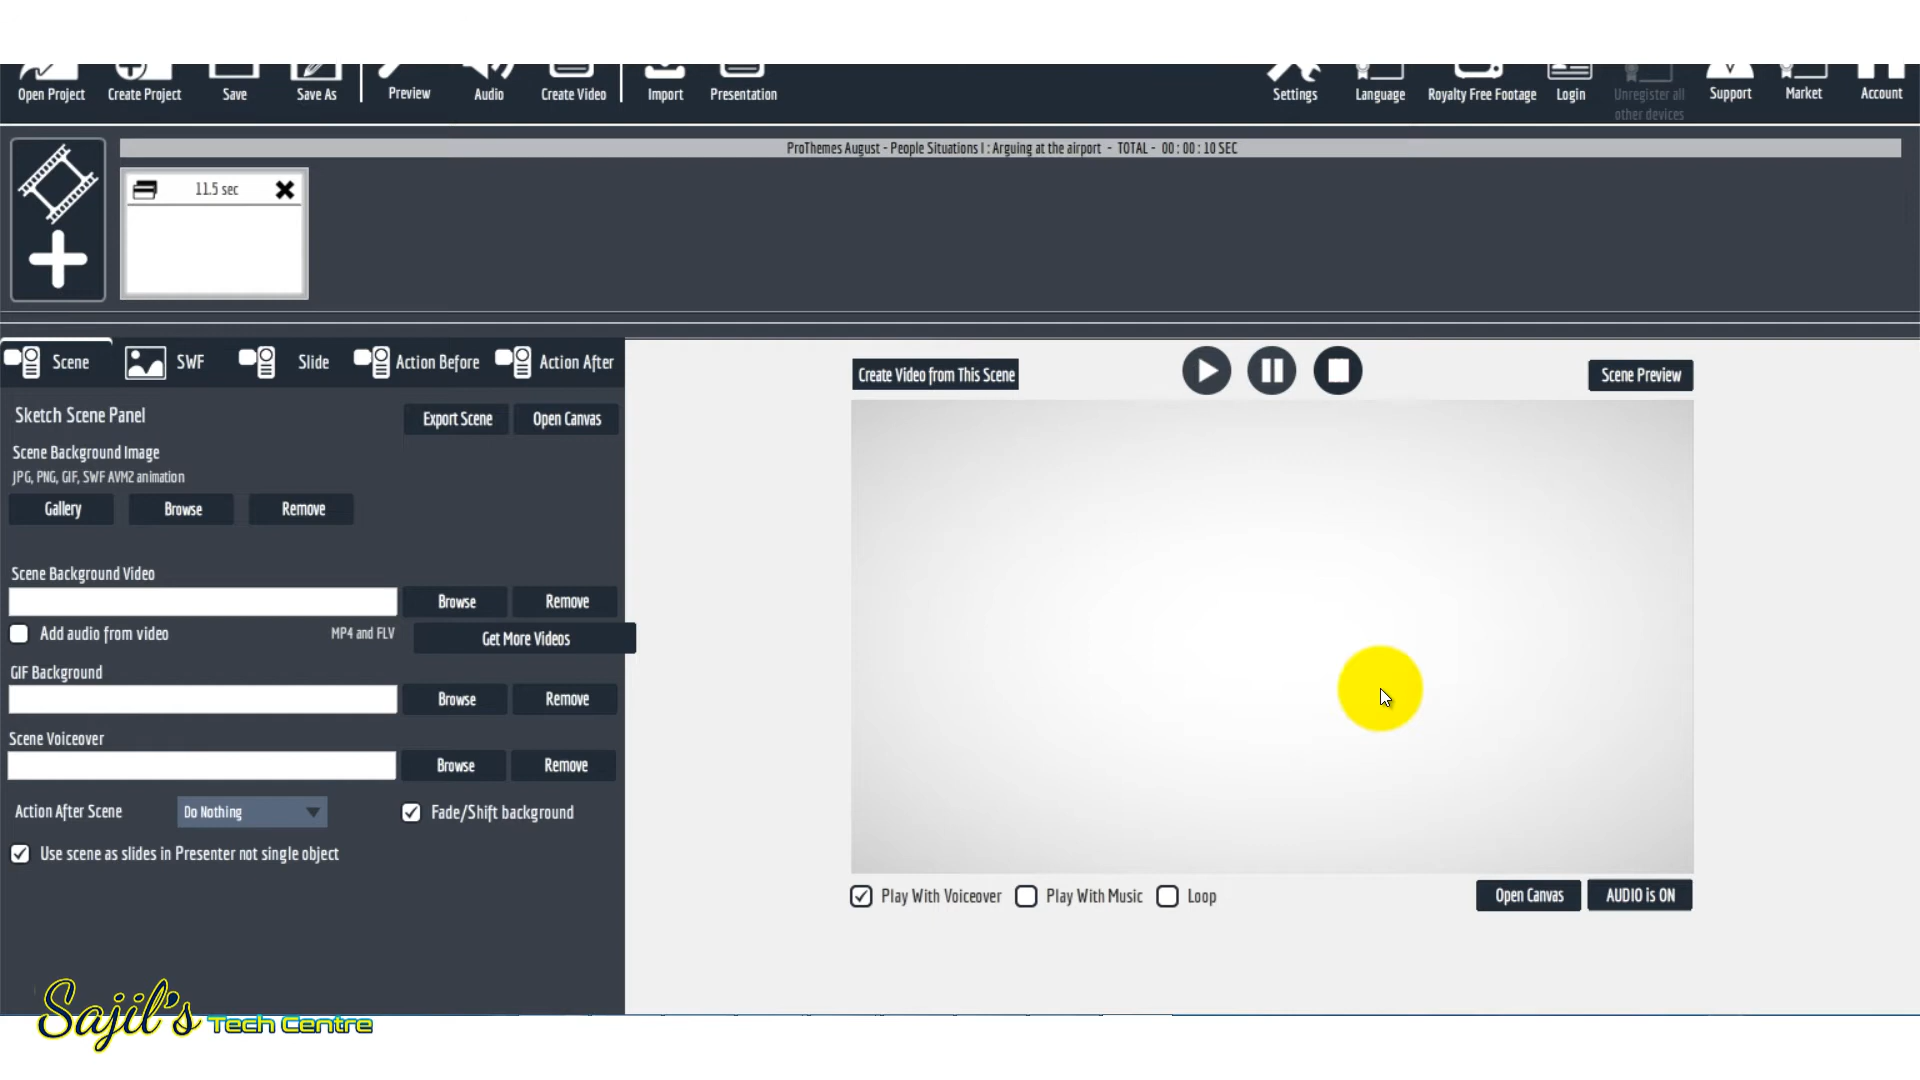 Open Project Create Project Save Save As Preview Audio Create Video Import Presentation Settings Language Royalty Free Footage Login Unregister all other devices Support Market Account
ProThemes August - People Situations I : Arguing at the airport - TOTAL - 00 : 00 : 10 SEC
11.5 sec
Scene SWF Slide Action Before Action After
Sketch Scene Panel Export Scene Open Canvas
Scene Background Image
JPG, PNG, GIF, SWF AVM2 animation
Gallery Browse Remove
Scene Background Video
Browse Remove
Add audio from video MP4 and FLV Get More Videos
GIF Background
Browse Remove
Scene Voiceover
Browse Remove
Action After Scene Do Nothing Fade/Shift background
Use scene as slides in Presenter not single object
Create Video from This Scene Scene Preview
Play With Voiceover Play With Music Loop Open Canvas AUDIO is ON
Sajil's Tech Centre